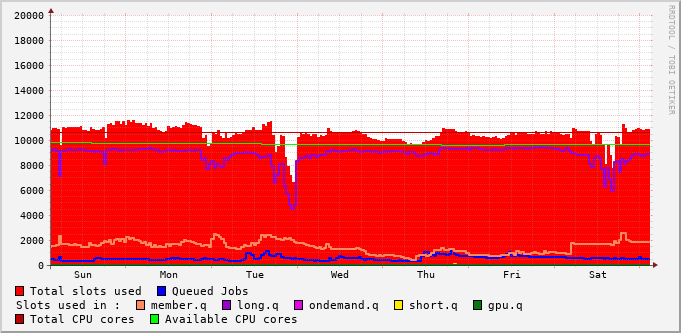 20000
18000
16000
14000
12000
10000
8000
6000
4000
2000
0
Sun Mon Tue Wed Thu Fri Sat
RRDTOOL / TOBI OETIKER
Total slots used Queued Jobs
Slots used in : member.q long.q ondemand.q short.q gpu.q
Total CPU cores Available CPU cores